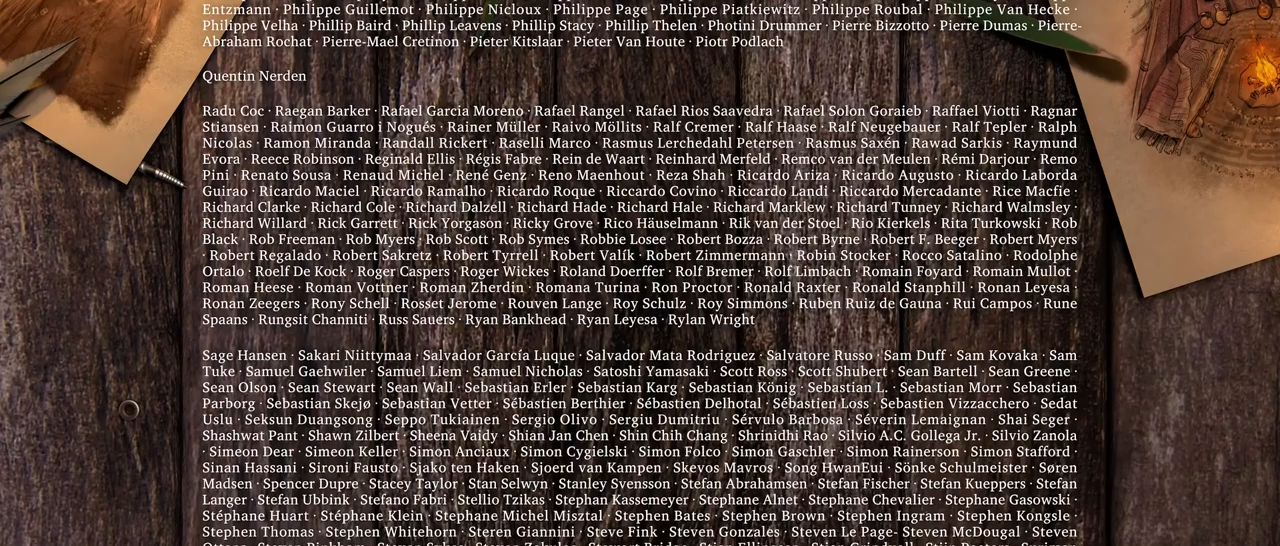 Entzmann · Philippe Guillemot · Philippe Nicloux · Philippe Page · Philippe Piatkiewitz · Philippe Roubal · Philippe Van Hecke ·
Philippe Velha · Phillip Baird · Phillip Leavens · Phillip Stacy · Phillip Thelen · Photini Drummer · Pierre Bizzotto · Pierre Dumas · Pierre-
Abraham Rochat · Pierre-Mael Cretinon · Pieter Kitslaar · Pieter Van Houte · Piotr Podlach
Quentin Nerden
Radu Coc · Raegan Barker · Rafael Garcia Moreno · Rafael Rangel · Rafael Rios Saavedra · Rafael Solon Goraieb · Raffael Viotti · Ragnar
Stiansen · Raimon Guarro i Nogués · Rainer Müller · Raivo Möllits · Ralf Cremer · Ralf Haase · Ralf Neugebauer · Ralf Tepler · Ralph
Nicolas · Ramon Miranda · Randall Rickert · Raselli Marco · Rasmus Lerchedahl Petersen · Rasmus Saxén · Rawad Sarkis · Raymund
Evora · Reece Robinson · Reginald Ellis · Régis Fabre · Rein de Waart · Reinhard Merfeld · Remco van der Meulen · Rémi Darjour · Remo
Pini · Renato Sousa · Renaud Michel · René Genz · Reno Maenhout · Reza Shah · Ricardo Ariza · Ricardo Augusto · Ricardo Laborda
Guirao · Ricardo Maciel · Ricardo Ramalho · Ricardo Roque · Riccardo Covino · Riccardo Landi · Riccardo Mercadante · Rice Macfie ·
Richard Clarke · Richard Cole · Richard Dalzell · Richard Hade · Richard Hale · Richard Marklew · Richard Tunney · Richard Walmsley ·
Richard Willard · Rick Garrett · Rick Yorgason · Ricky Grove · Rico Häuselmann · Rik van der Stoel · Rio Kierkels · Rita Turkowski · Rob
Black · Rob Freeman · Rob Myers · Rob Scott · Rob Symes · Robbie Losee · Robert Bozza · Robert Byrne · Robert F. Beeger · Robert Myers
· Robert Regalado · Robert Sakretz · Robert Tyrrell · Robert Valík · Robert Zimmermann · Robin Stocker · Rocco Satalino · Rodolphe
Ortalo · Roelf De Kock · Roger Caspers · Roger Wickes · Roland Doerffer · Rolf Bremer · Rolf Limbach · Romain Foyard · Romain Mullot ·
Roman Heese · Roman Vottner · Roman Zherdin · Romana Turina · Ron Proctor · Ronald Raxter · Ronald Stanphill · Ronan Leyesa ·
Ronan Zeegers · Rony Schell · Rosset Jerome · Rouven Lange · Roy Schulz · Roy Simmons · Ruben Ruiz de Gauna · Rui Campos · Rune
Spaans · Rungsit Channiti · Russ Sauers · Ryan Bankhead · Ryan Leyesa · Rylan Wright
Sage Hansen · Sakari Niittymaa · Salvador García Luque · Salvador Mata Rodriguez · Salvatore Russo · Sam Duff · Sam Kovaka · Sam
Tuke · Samuel Gaehwiler · Samuel Liem · Samuel Nicholas · Satoshi Yamasaki · Scott Ross · Scott Shubert · Sean Bartell · Sean Greene ·
Sean Olson · Sean Stewart · Sean Wall · Sebastian Erler · Sebastian Karg · Sebastian König · Sebastian L. · Sebastian Morr · Sebastian
Parborg · Sebastian Skejø · Sebastian Vetter · Sébastien Berthier · Sébastien Delhotal · Sébastien Loss · Sebastien Vizzacchero · Sedat
Uslu · Seksun Duangsong · Seppo Tukiainen · Sergio Olivo · Sergiu Dumitriu · Sérvulo Barbosa · Séverin Lemaignan · Shai Seger ·
Shashwat Pant · Shawn Zilbert · Sheena Vaidy · Shian Jan Chen · Shin Chih Chang · Shrinidhi Rao · Silvio A.C. Gollega Jr. · Silvio Zanola
· Simeon Dear · Simeon Keller · Simon Anciaux · Simon Cygielski · Simon Folco · Simon Gaschler · Simon Rainerson · Simon Stafford ·
Sinan Hassani · Sironi Fausto · Sjako ten Haken · Sjoerd van Kampen · Skevos Mavros · Song HwanEui · Sönke Schulmeister · Søren
Madsen · Spencer Dupre · Stacey Taylor · Stan Selwyn · Stanley Svensson · Stefan Abrahamsen · Stefan Fischer · Stefan Kueppers · Stefan
Langer · Stefan Ubbink · Stefano Fabri · Stellio Tzikas · Stephan Kassemeyer · Stephane Alnet · Stephane Chevalier · Stephane Gasowski ·
Stéphane Huart · Stéphane Klein · Stephane Michel Misztal · Stephen Bates · Stephen Brown · Stephen Ingram · Stephen Kongsle ·
Stephen Thomas · Stephen Whitehorn · Steren Giannini · Steve Fink · Steven Gonzales · Steven Le Page- Steven McDougal · Steven